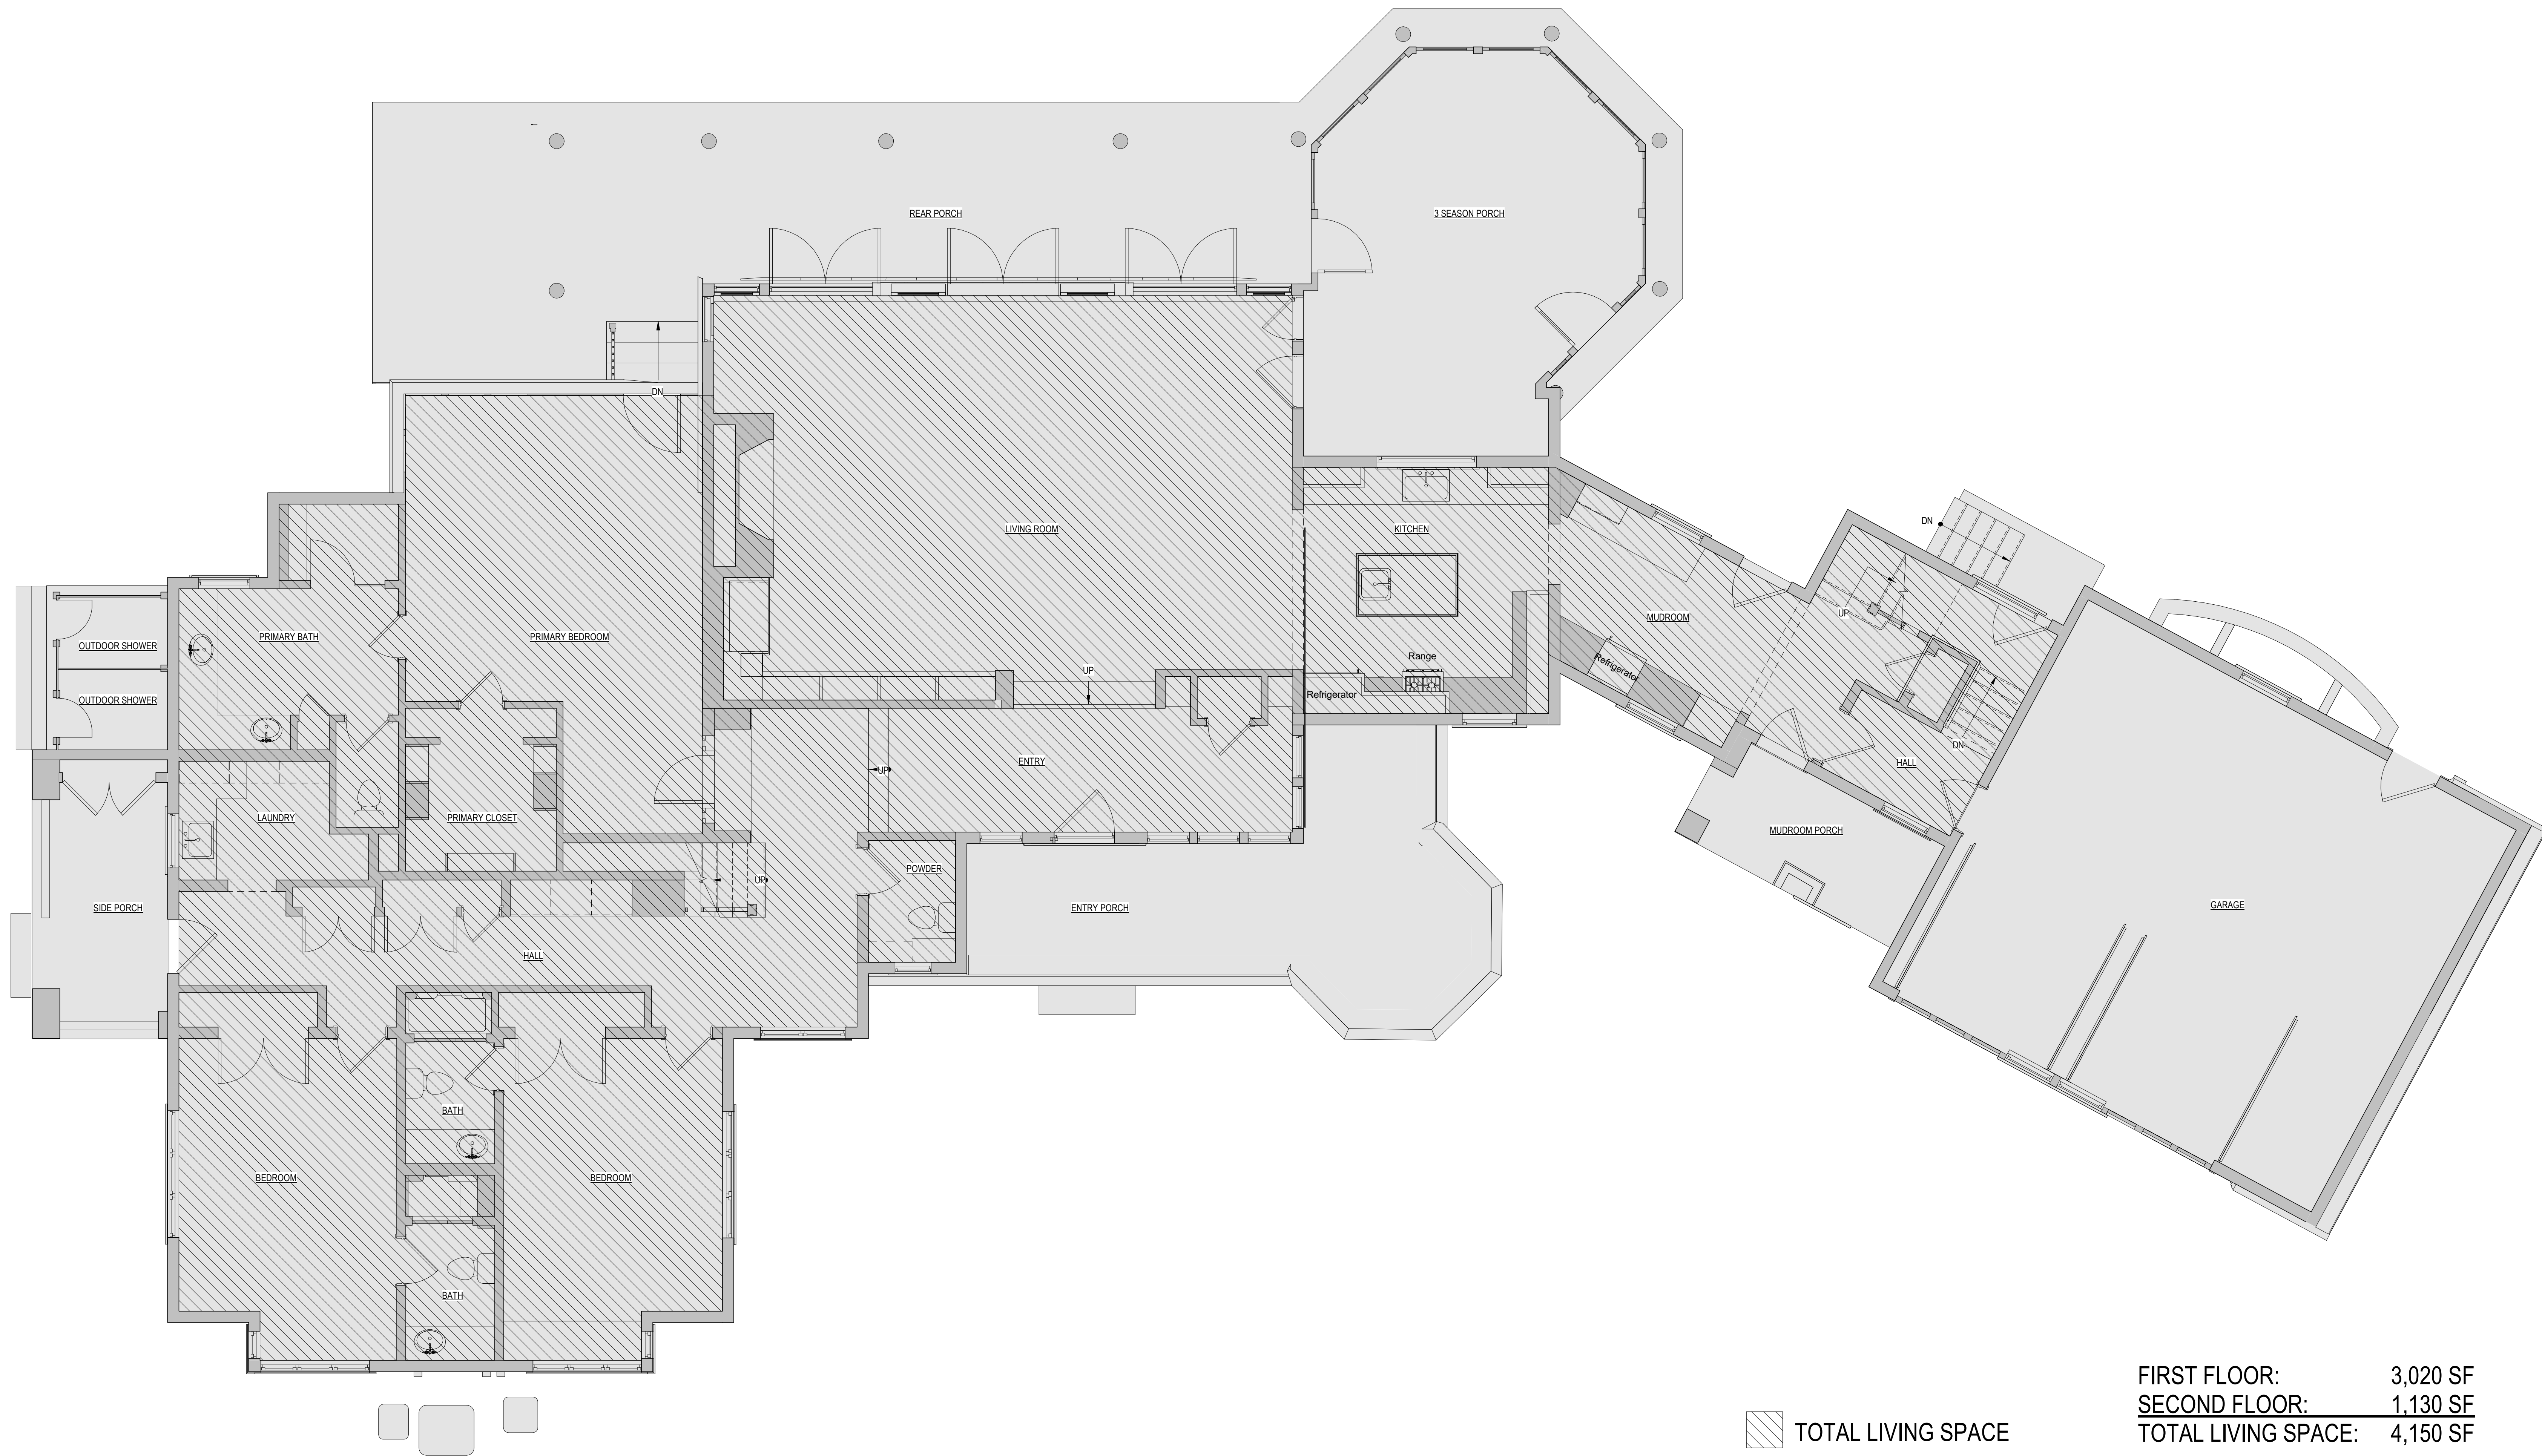 REAR PORCH
3 SEASON PORCH
DN
LIVING ROOM
KITCHEN
DN
UP
MUDROOM
PRIMARY BATH
PRIMARY BEDROOM
OUTDOOR SHOWER
OUTDOOR SHOWER
Range
Refrigerator
Refrigerator
UP
DN
HALL
ENTRY
UP
LAUNDRY
PRIMARY CLOSET
MUDROOM PORCH
POWDER
UP
SIDE PORCH
ENTRY PORCH
GARAGE
HALL
BATH
BEDROOM
BEDROOM
BATH
FIRST FLOOR: 3,020 SF
SECOND FLOOR: 1,130 SF
TOTAL LIVING SPACE: 4,150 SF
TOTAL LIVING SPACE